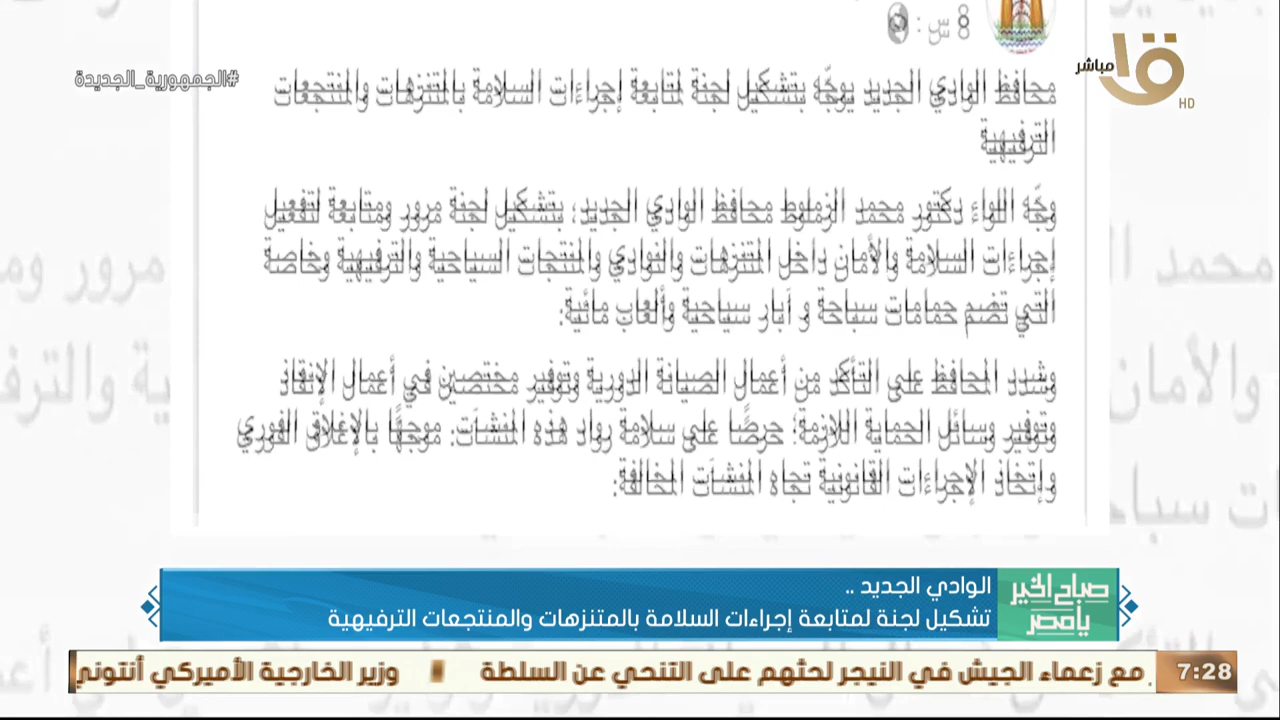 8 س
#الجمهورية_الجديدة
مباشر
HD
محافظ الوادي الجديد يوجّه بتشكيل لجنة لمتابعة إجراءات السلامة بالمتنزهات والمنتجعات
الترفيهية
وجّه اللواء دكتور محمد الزملوط محافظ الوادي الجديد، بتشكيل لجنة مرور ومتابعة لتفعيل
إجراءات السلامة والأمان داخل المتنزهات والنوادي والمنتجات السياحية والترفيهية وخاصة
التي تضم حمامات سباحة و آبار سياحية وألعاب مائية.
وشدد المحافظ على التأكد من أعمال الصيانة الدورية وتوفير مختصين في أعمال الإنقاذ
وتوفير وسائل الحماية اللازمة؛ حرصًا على سلامة رواد هذه المنشآت. موجهًا بالإغلاق الفوري
وإتخاذ الإجراءات القانونية تجاه المنشآت المخالفة.
صباح الخير
يا مصر
الوادي الجديد ..
تشكيل لجنة لمتابعة إجراءات السلامة بالمتنزهات والمنتجعات الترفيهية
7:28
مع زعماء الجيش في النيجر لحثهم على التنحي عن السلطة
وزير الخارجية الأميركي أنتوني